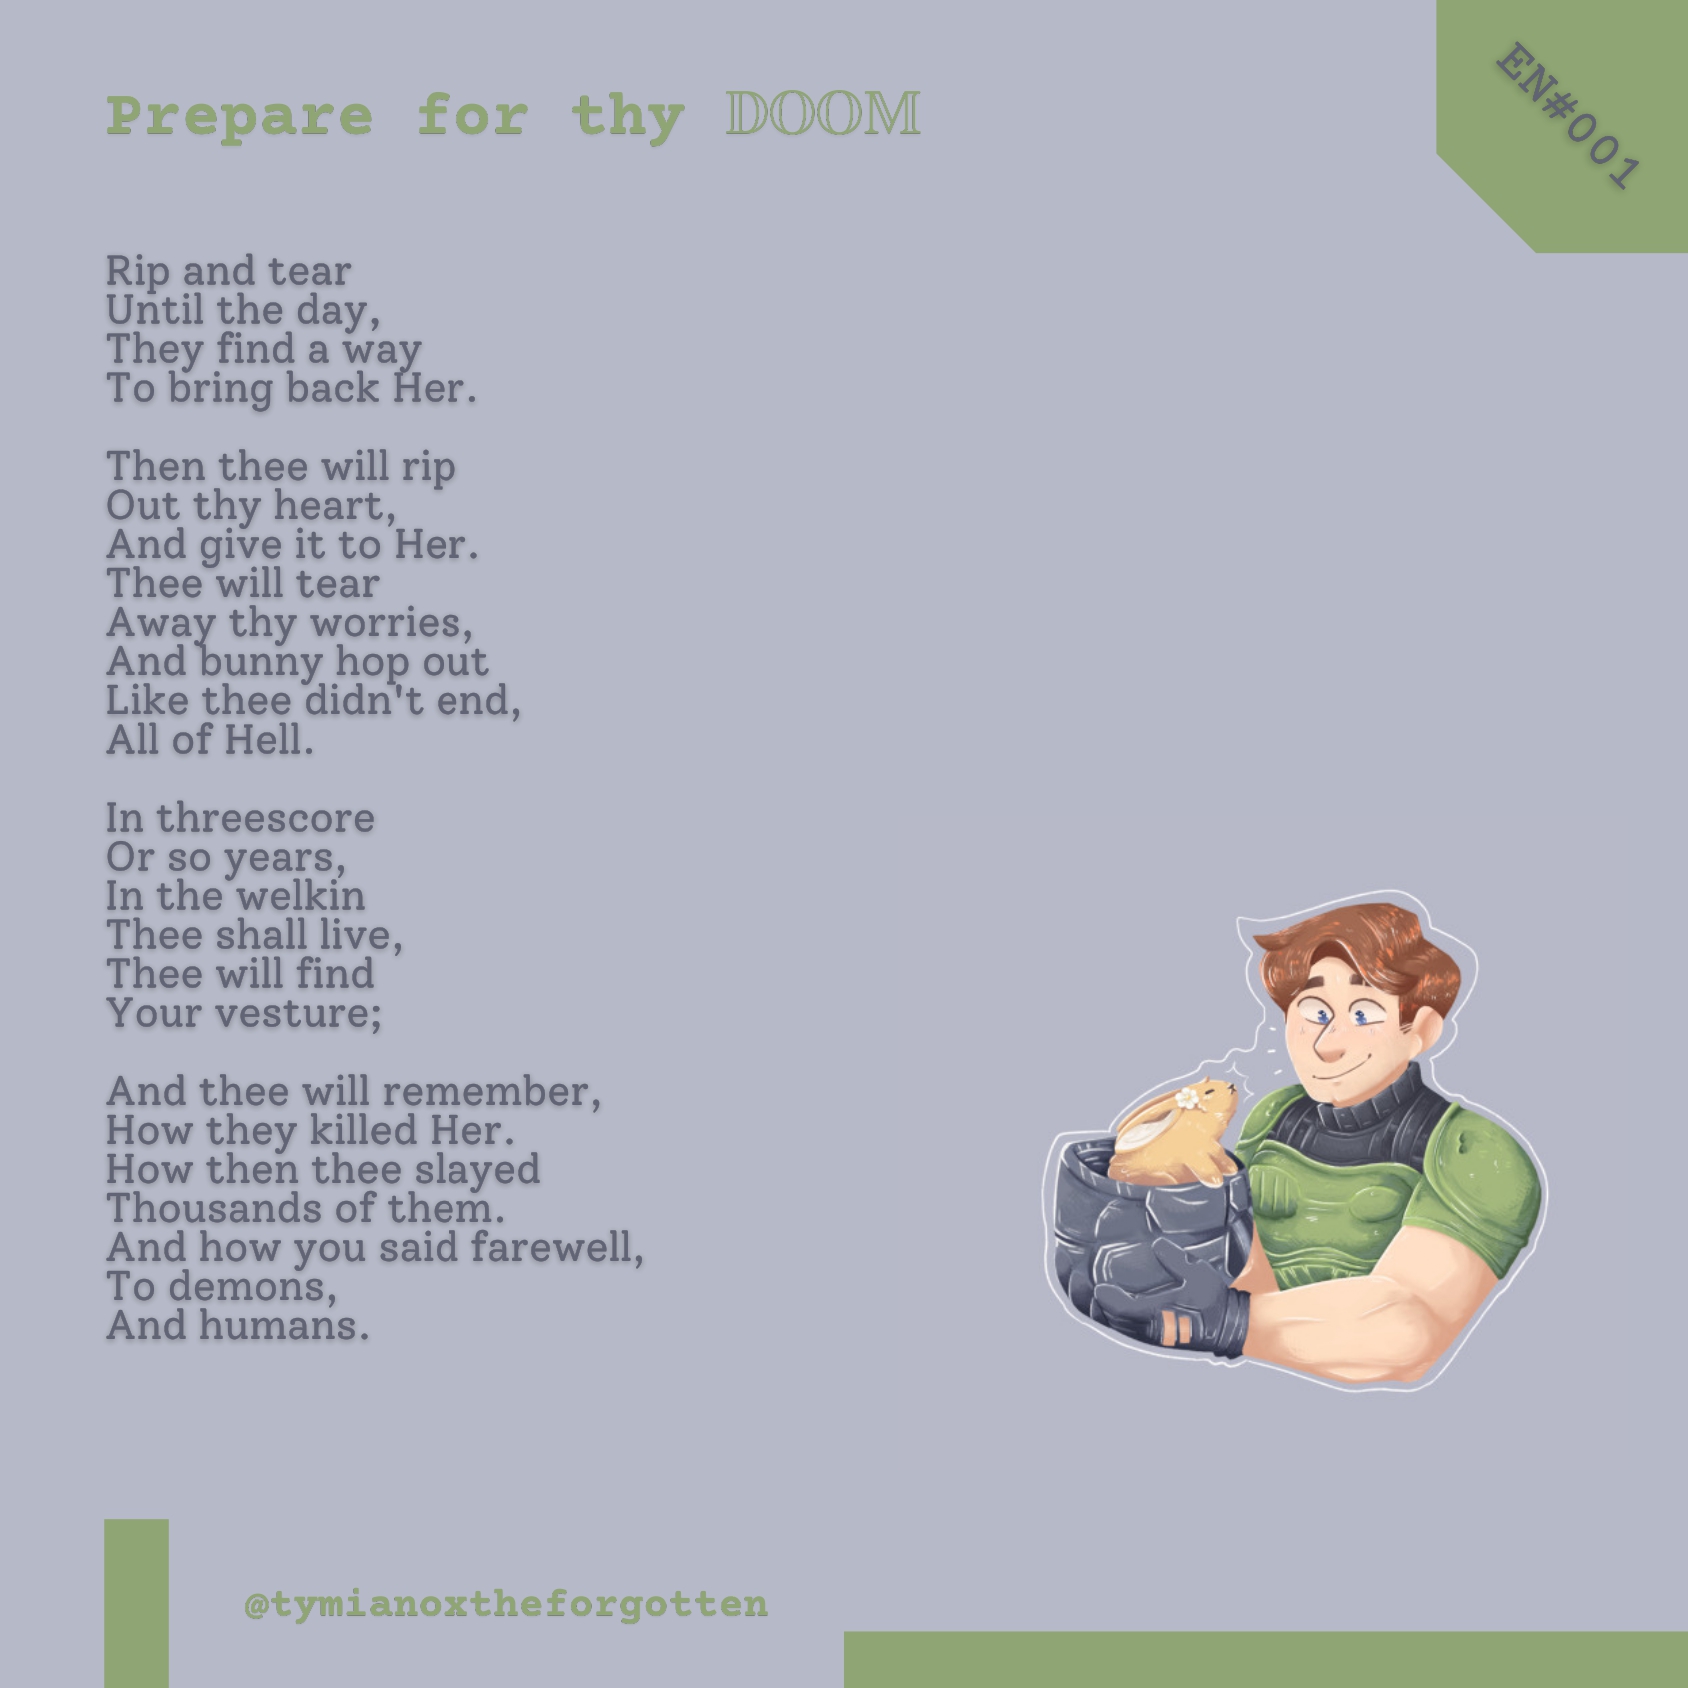 Prepare for thy DOOM
EN#001
Rip and tear
Until the day,
They find a way
To bring back Her.
Then thee will rip
Out thy heart,
And give it to Her.
Thee will tear
Away thy worries,
And bunny hop out
Like thee didn't end,
All of Hell.
In threescore
Or so years,
In the welkin
Thee shall live,
Thee will find
Your vesture;
And thee will remember,
How they killed Her.
How then thee slayed
Thousands of them.
And how you said farewell,
To demons,
And humans.
@tymianoxtheforgotten